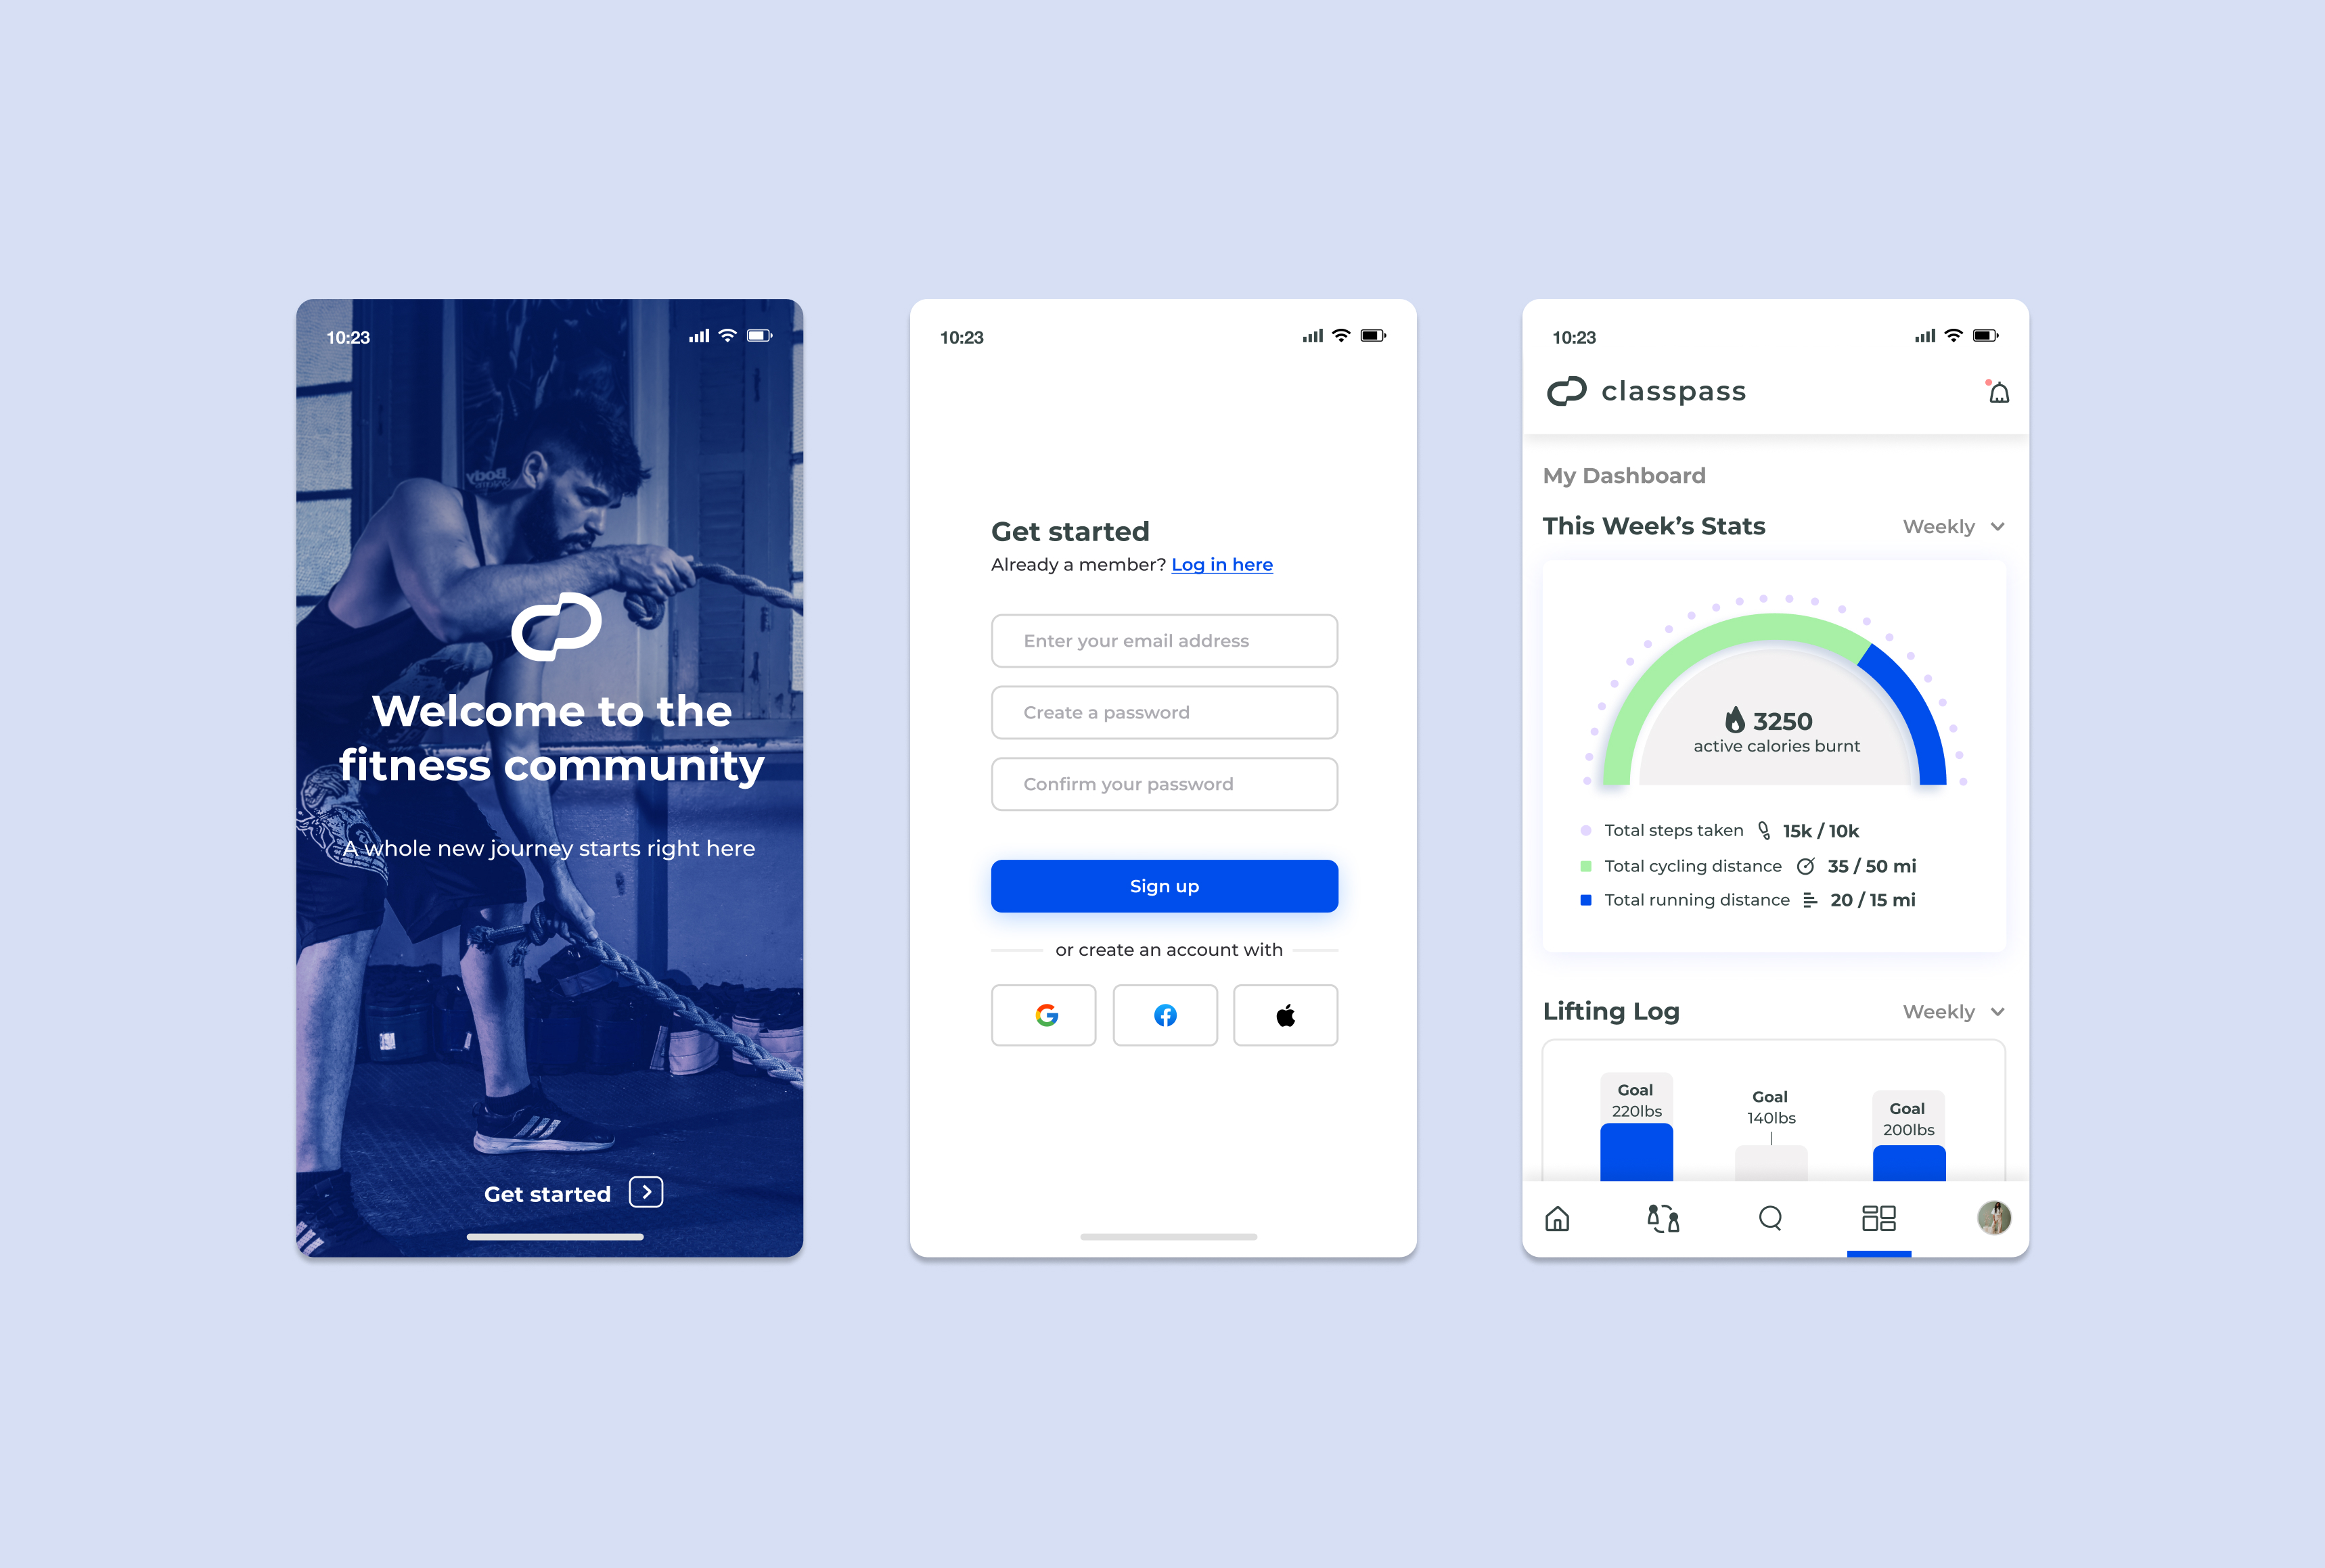 10:23
Body
Welcome to the
fitness community
A whole new journey starts right here
Get started
10:23
Get started
Already a member? Log in here
Enter your email address
Create a password
Confirm your password
Sign up
or create an account with
10:23
classpass
My Dashboard
This Week’s Stats
Weekly
3250
active calories burnt
Total steps taken 15k / 10k
Total cycling distance 35 / 50 mi
Total running distance 20 / 15 mi
Lifting Log
Weekly
Goal
220lbs
Goal
140lbs
Goal
200lbs